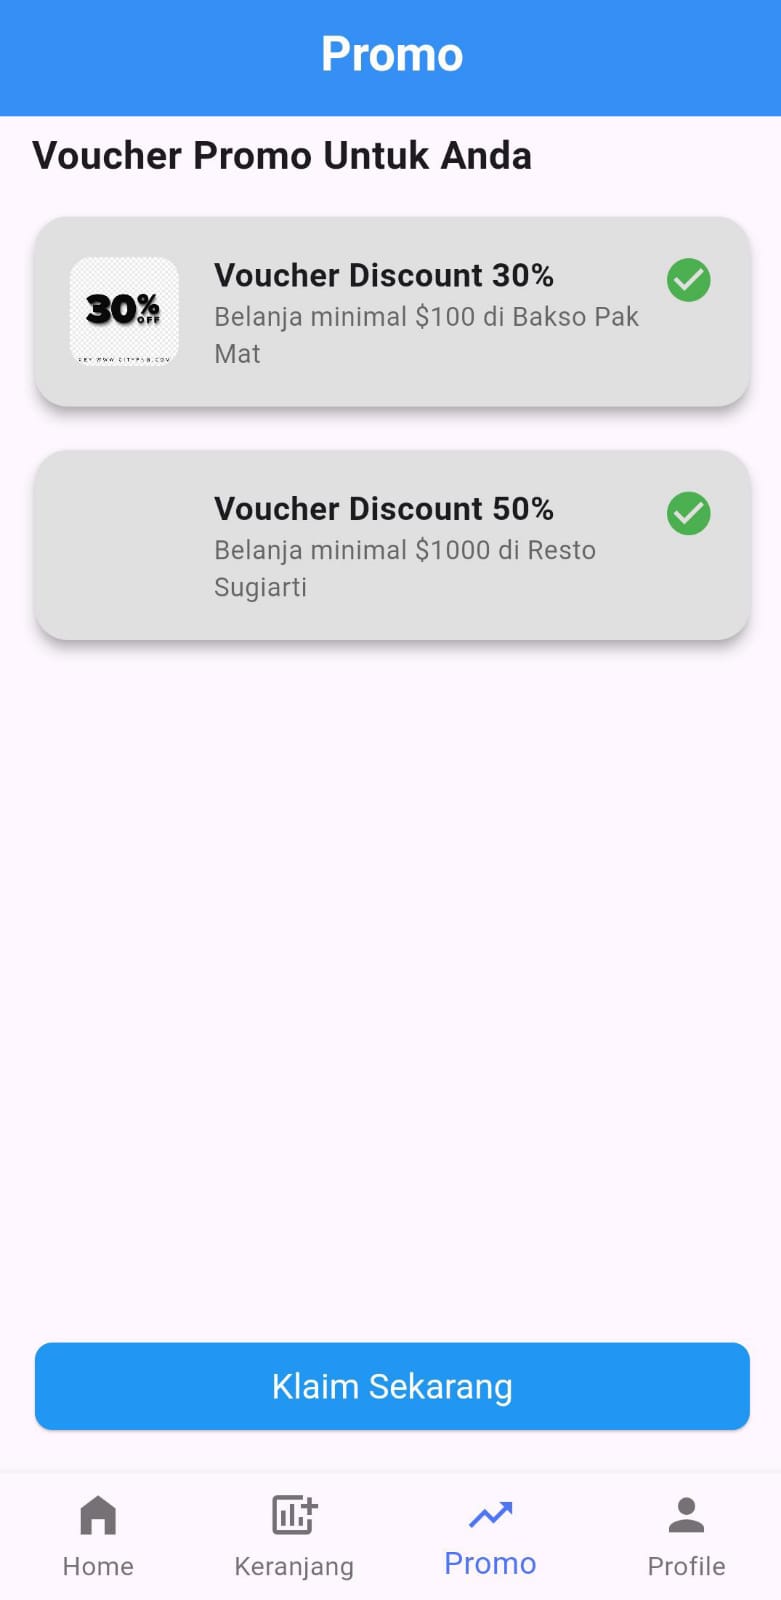 Promo
Voucher Promo Untuk Anda
30%
OFF
Voucher Discount 30%
Belanja minimal $100 di Bakso Pak
Mat
Voucher Discount 50%
Belanja minimal $1000 di Resto
Sugiarti
Klaim Sekarang
Home
Keranjang
Promo
Profile